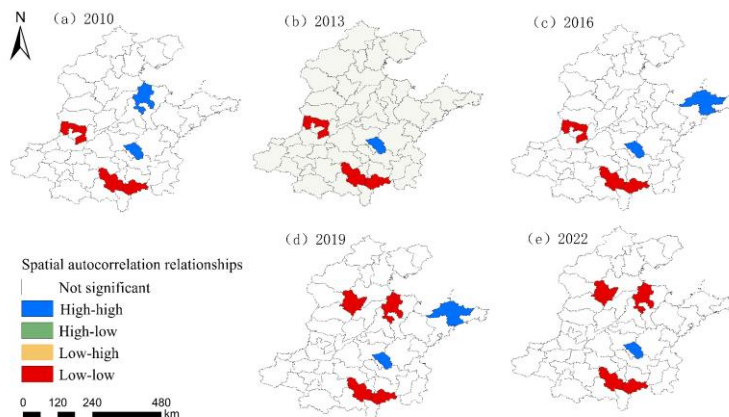 N
(a) 2010
(b) 2013
(c) 2016
(d) 2019
(e) 2022
Spatial autocorrelation relationships
Not significant
High-high
High-low
Low-high
Low-low
0 120 240 480
km